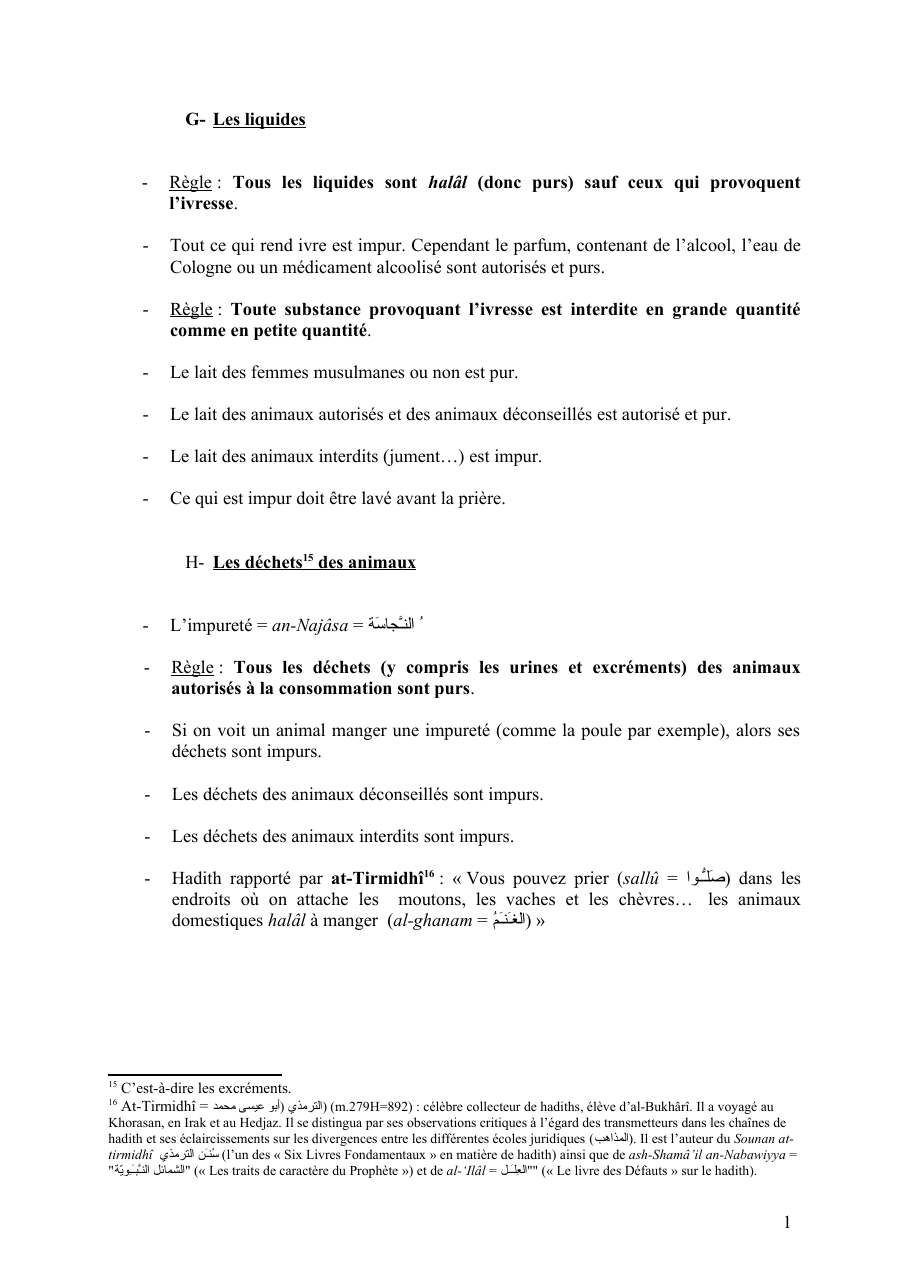 G- Les liquides
- Règle : Tous les liquides sont halâl (donc purs) sauf ceux qui provoquent
l’ivresse.
- Tout ce qui rend ivre est impur. Cependant le parfum, contenant de l’alcool, l’eau de
Cologne ou un médicament alcoolisé sont autorisés et purs.
- Règle : Toute substance provoquant l’ivresse est interdite en grande quantité
comme en petite quantité.
- Le lait des femmes musulmanes ou non est pur.
- Le lait des animaux autorisés et des animaux déconseillés est autorisé et pur.
- Le lait des animaux interdits (jument…) est impur.
- Ce qui est impur doit être lavé avant la prière.
H- Les déchets15 des animaux
- L’impureté = an-Najâsa = النـَّجاسَة ُ
- Règle : Tous les déchets (y compris les urines et excréments) des animaux
autorisés à la consommation sont purs.
- Si on voit un animal manger une impureté (comme la poule par exemple), alors ses
déchets sont impurs.
- Les déchets des animaux déconseillés sont impurs.
- Les déchets des animaux interdits sont impurs.
- Hadith rapporté par at-Tirmidhî16 : « Vous pouvez prier (sallû = صَلـُّـوا) dans les
endroits où on attache les moutons, les vaches et les chèvres… les animaux
domestiques halâl à manger (al-ghanam = الغـَنـَـمُ) »
15 C’est-à-dire les excréments.
16 At-Tirmidhî = الترمذي (أبو عيسى محمد) (m.279H=892) : célèbre collecteur de hadiths, élève d’al-Bukhârî. Il a voyagé au
Khorasan, en Irak et au Hedjaz. Il se distingua par ses observations critiques à l’égard des transmetteurs dans les chaînes de
hadith et ses éclaircissements sur les divergences entre les différentes écoles juridiques (المذاهب). Il est l’auteur du Sounan at-
tirmidhî سُنـَـن الترمذي (l’un des « Six Livres Fondamentaux » en matière de hadith) ainsi que de ash-Shamâ’il an-Nabawiyya =
"الشمائل النـَّبـَـويّة" (« Les traits de caractère du Prophète ») et de al-‘Ilâl = العِلـَـل"" (« Le livre des Défauts » sur le hadith).
1